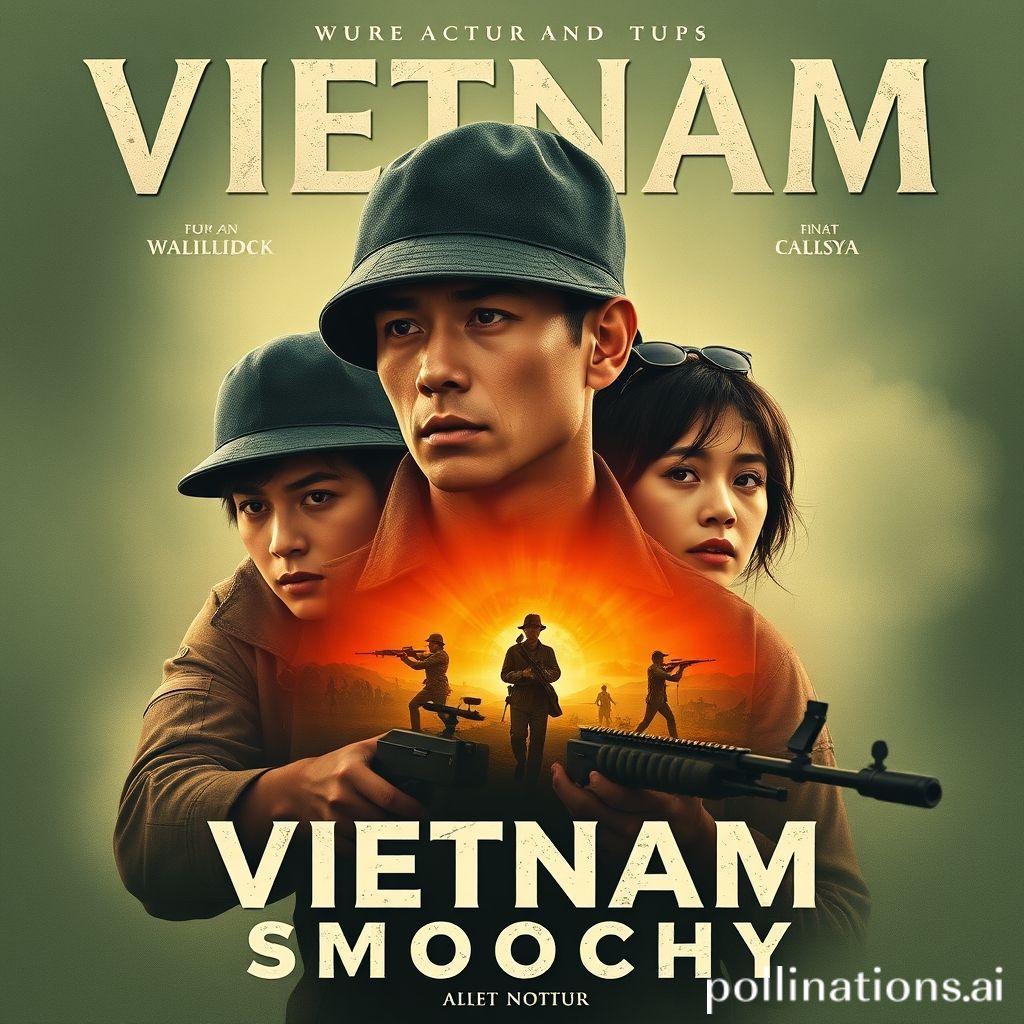 WURE ACTUR AND TUPS
VIETNAM
FUR AN
WALILLIDCK
FINAT
CALLSYA
VIETNAM
SMOOCHY
ALLET NOTTUR
pollinations.ai